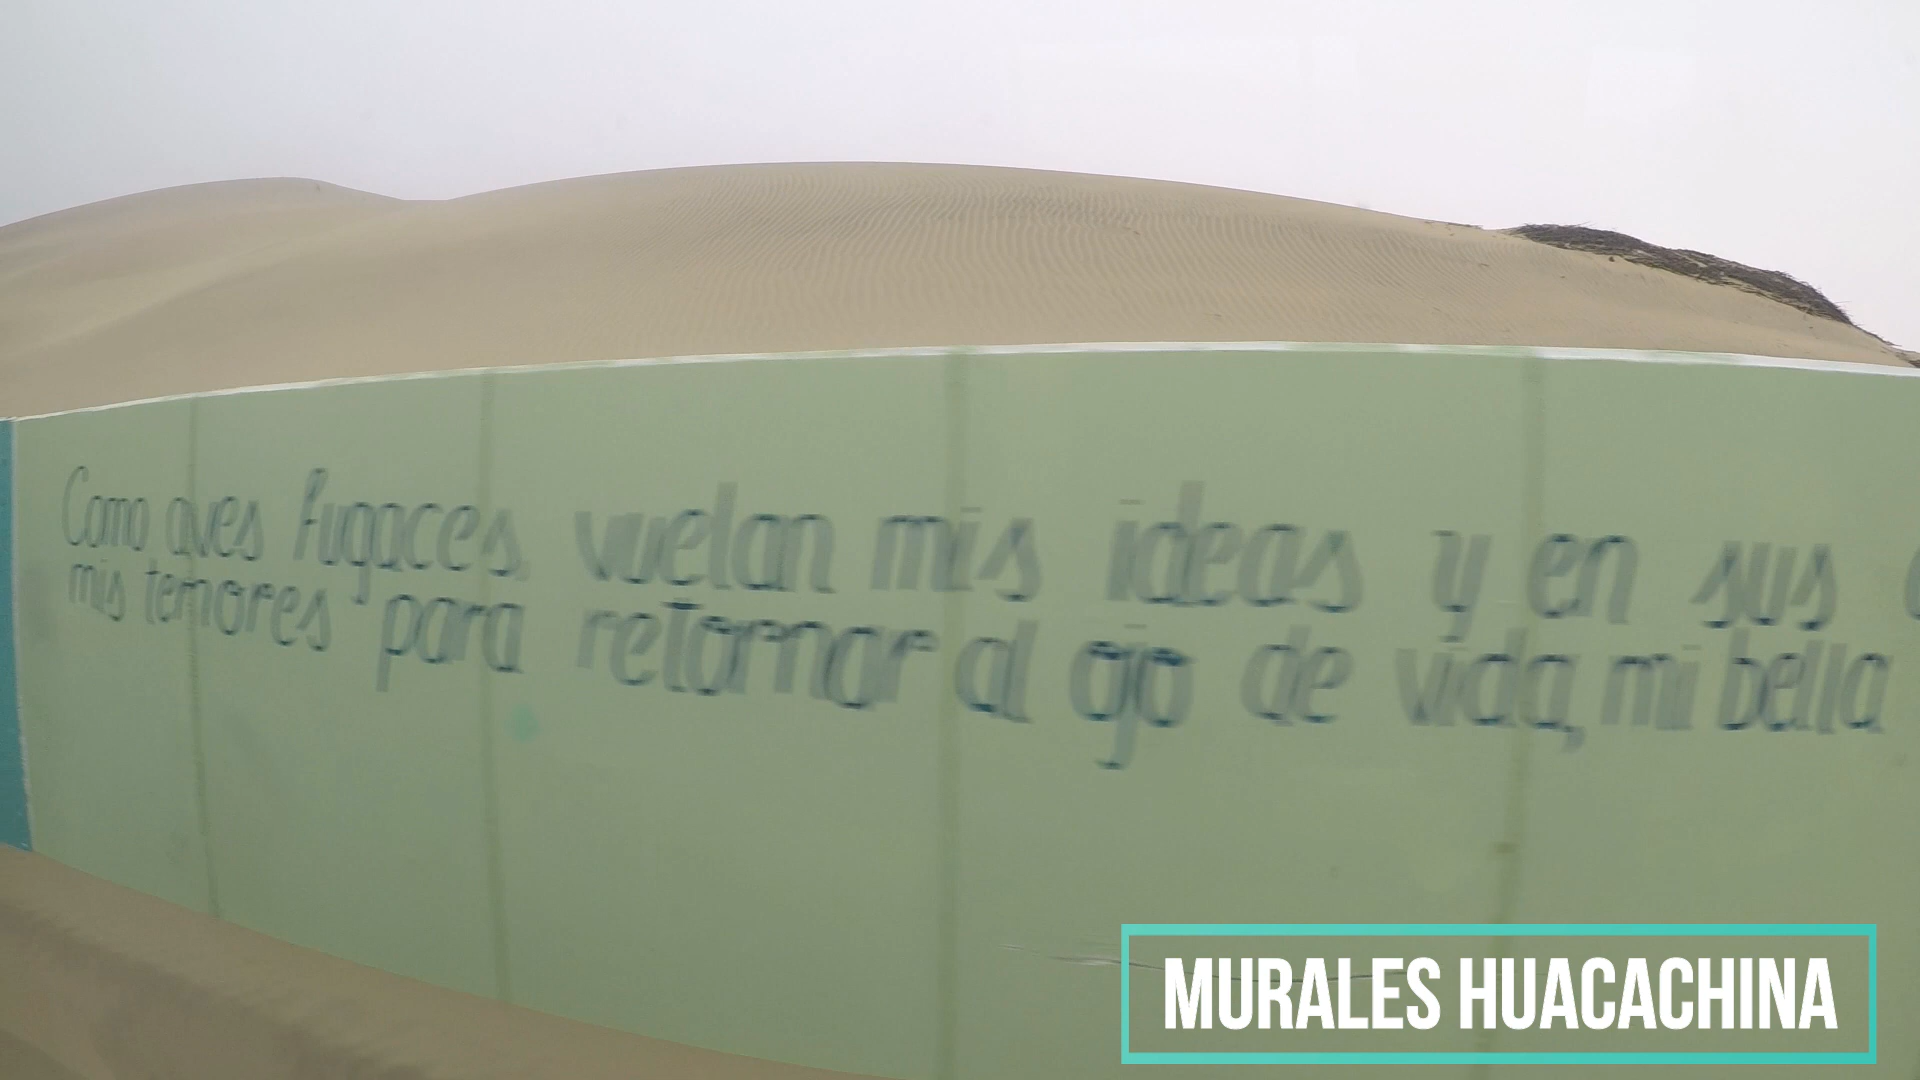 Como aves fugaces, vuelan mis ideas y en sus
mis temores para retornar al ojo de vida, mi bella
MURALES HUACACHINA